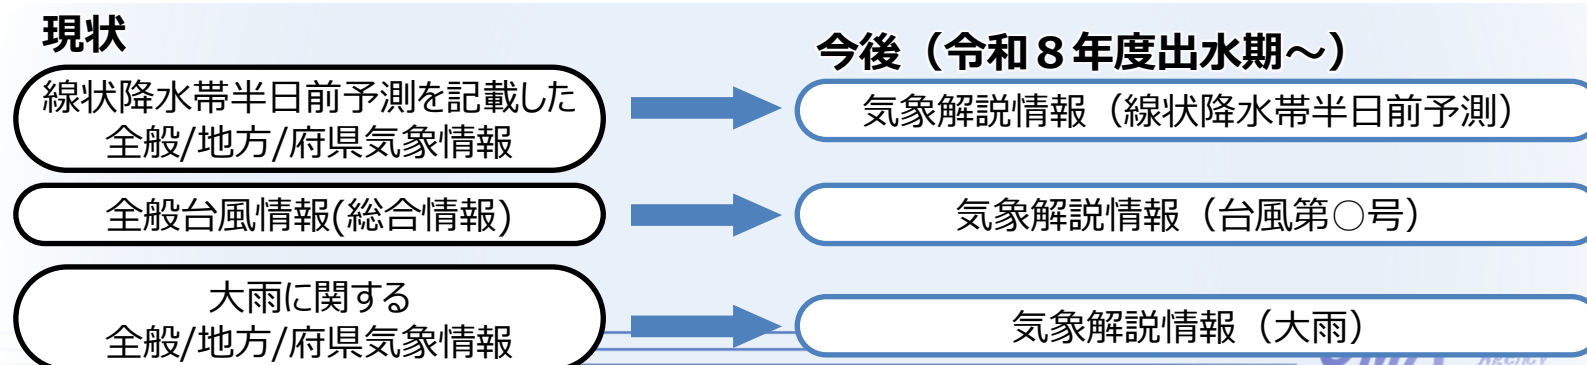 現状
今後（令和８年度出水期～）
線状降水帯半日前予測を記載した
全般/地方/府県気象情報
気象解説情報（線状降水帯半日前予測）
全般台風情報(総合情報)
気象解説情報（台風第○号）
大雨に関する
全般/地方/府県気象情報
気象解説情報（大雨）
Agency